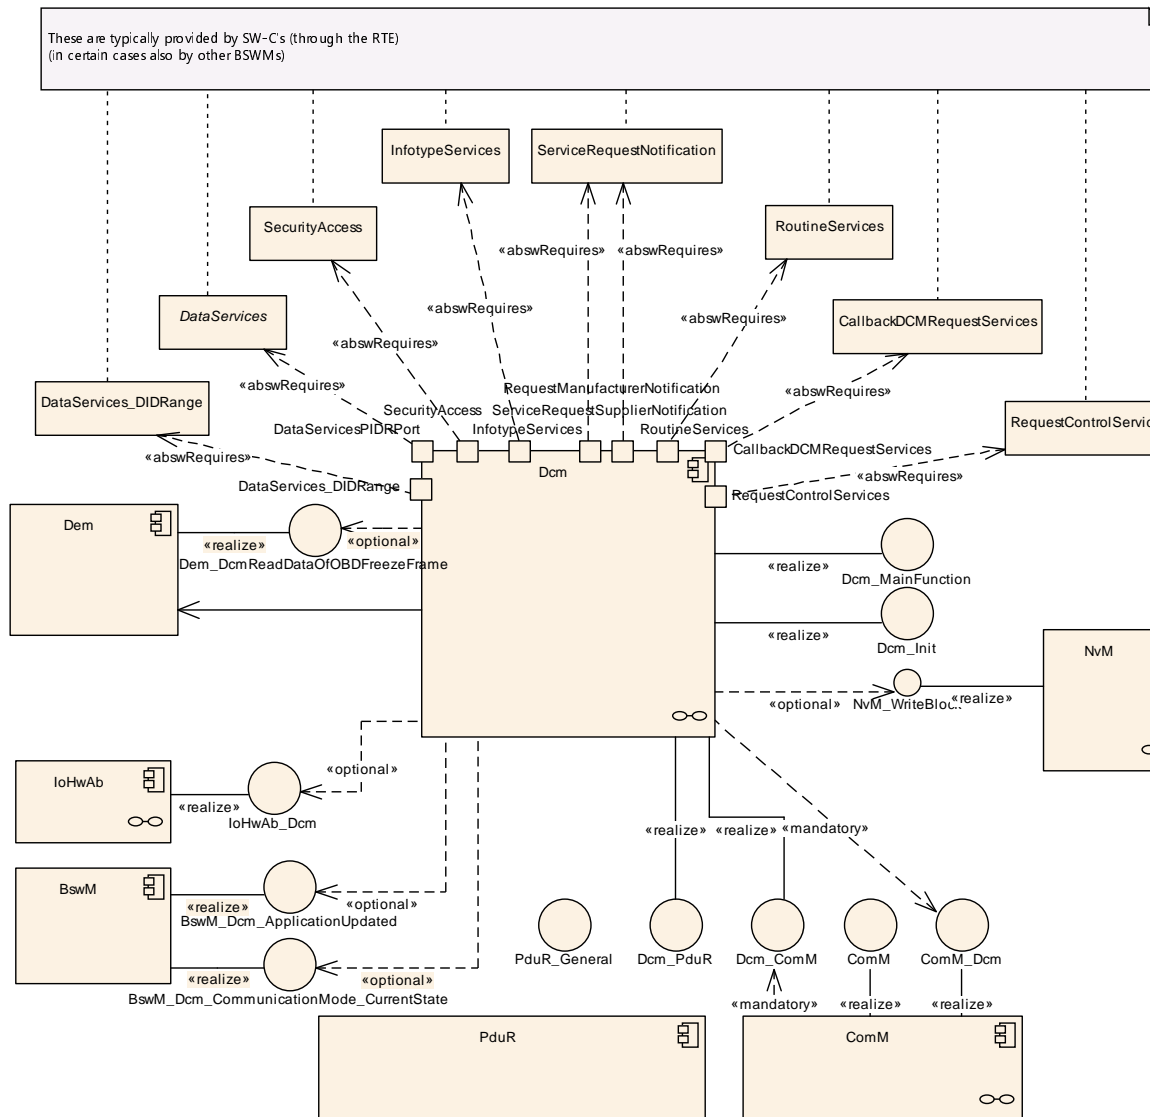 These are typically provided by SW-C's (through the RTE)
(in certain cases also by other BSWMs)
InfotypeServices
ServiceRequestNotification
SecurityAccess
RoutineServices
«abswRequires»
«abswRequires»
DataServices
«abswRequires»
«abswRequires»
CallbackDCMRequestServices
«abswRequires»
«abswRequires»
«abswRequires»
DataServices_DIDRange
RequestManufacturerNotification
SecurityAccess
ServiceRequestSupplierNotification
RequestControlServic
DataServicesPIDRPort
InfotypeServices
RoutineServices
«abswRequires»
Dcm
CallbackDCMRequestServices
«abswRequires»
DataServices_DIDRange
RequestControlServices
Dem
«realize»
«optional»
Dem_DcmReadDataOfOBDFreezeFrame
«realize»
Dcm_MainFunction
«realize»
Dcm_Init
NvM
«optional»
NvM_WriteBlock
«realize»
IoHwAb
«optional»
«realize»
IoHwAb_Dcm
«realize»
«realize»
«mandatory»
BswM
«realize»
«optional»
BswM_Dcm_ApplicationUpdated
PduR_General
Dcm_PduR
Dcm_ComM
ComM
ComM_Dcm
«realize»
«optional»
BswM_Dcm_CommunicationMode_CurrentState
«mandatory»
«realize»
«realize»
PduR
ComM